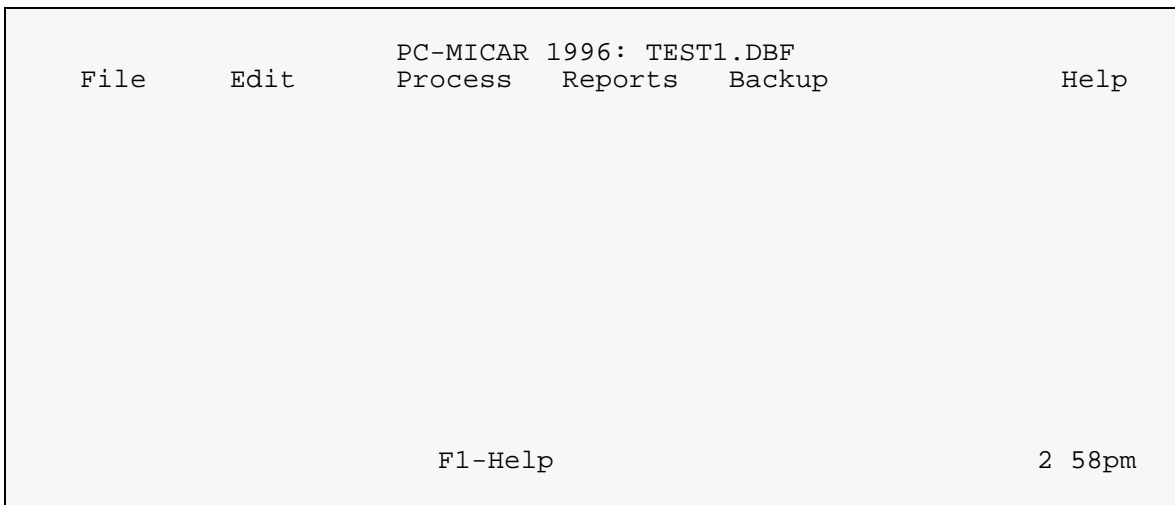 PC-MICAR 1996: TEST1.DBF
File Edit Process Reports Backup Help
F1-Help 2 58pm